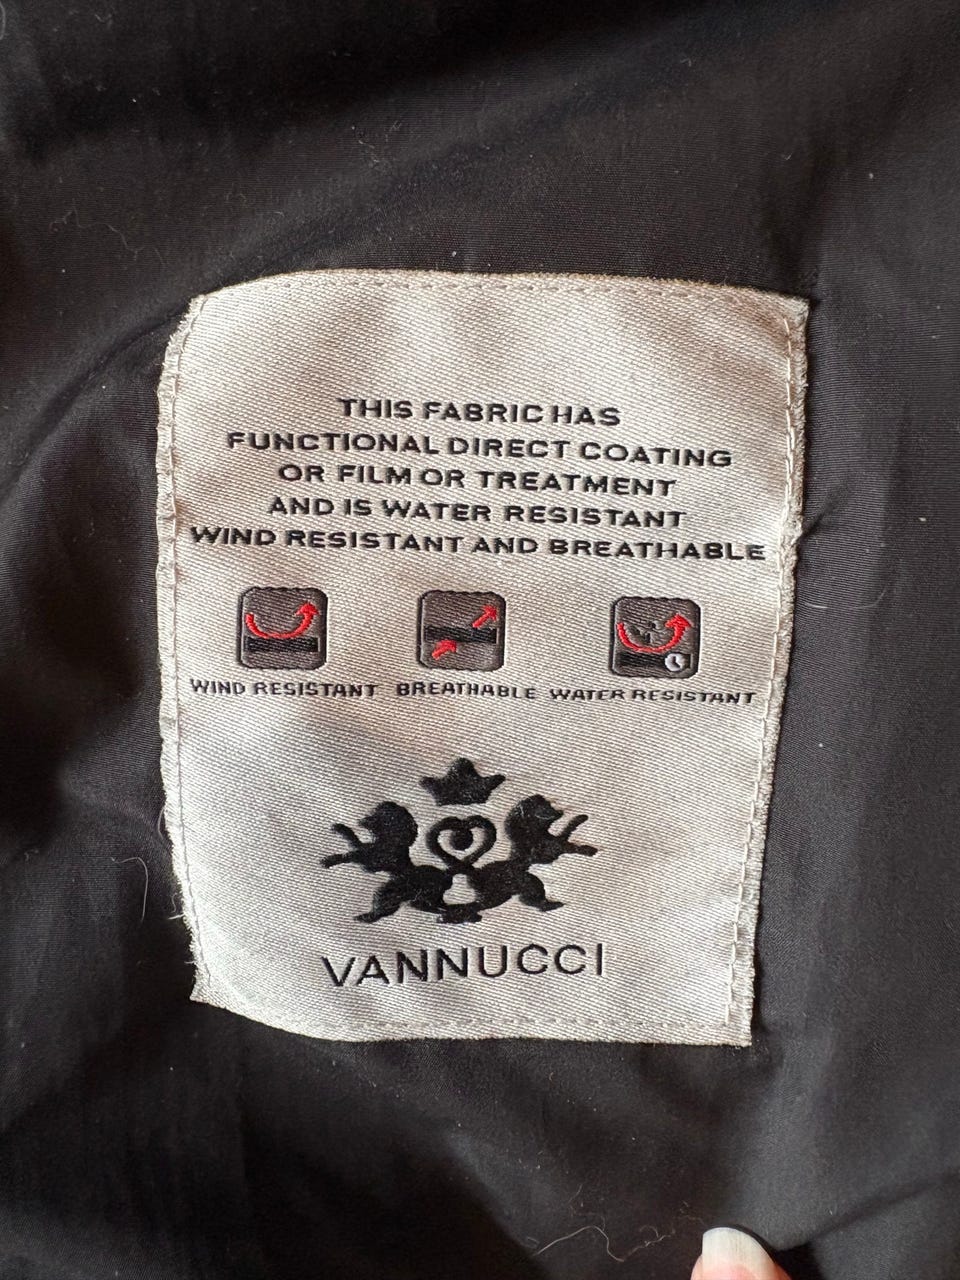 THIS FABRIC HAS
FUNCTIONAL DIRECT COATING
OR FILM OR TREATMENT
AND IS WATER RESISTANT
WIND RESISTANT AND BREATHABLE
WIND RESISTANT BREATHABLE WATER RESISTANT
VANNUCCI